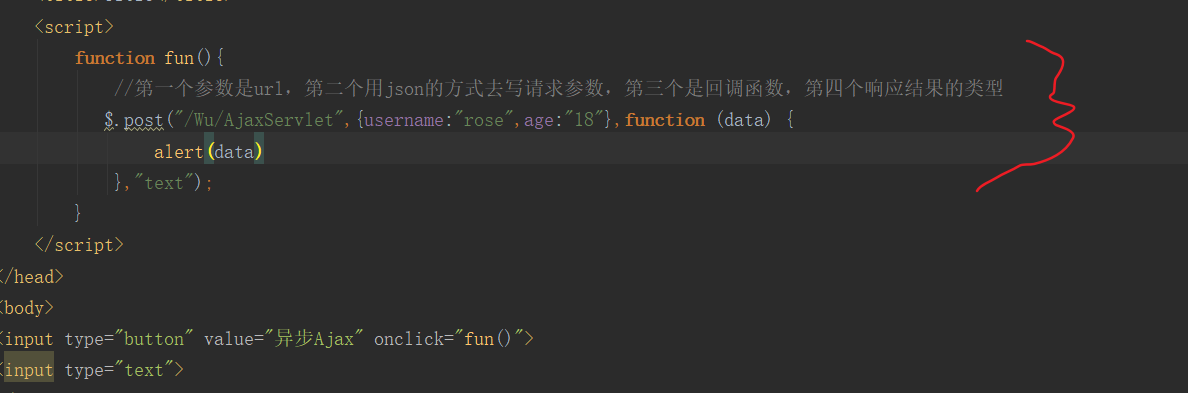 <script>
function fun(){
//第一个参数是url，第二个用json的方式去写请求参数，第三个是回调函数，第四个响应结果的类型
$.post("/Wu/AjaxServlet",{username:"rose",age:"18"},function (data) {
alert(data)
},"text");
}
</script>
</head>
<body>
<input type="button" value="异步Ajax" onclick="fun()">
<input type="text">